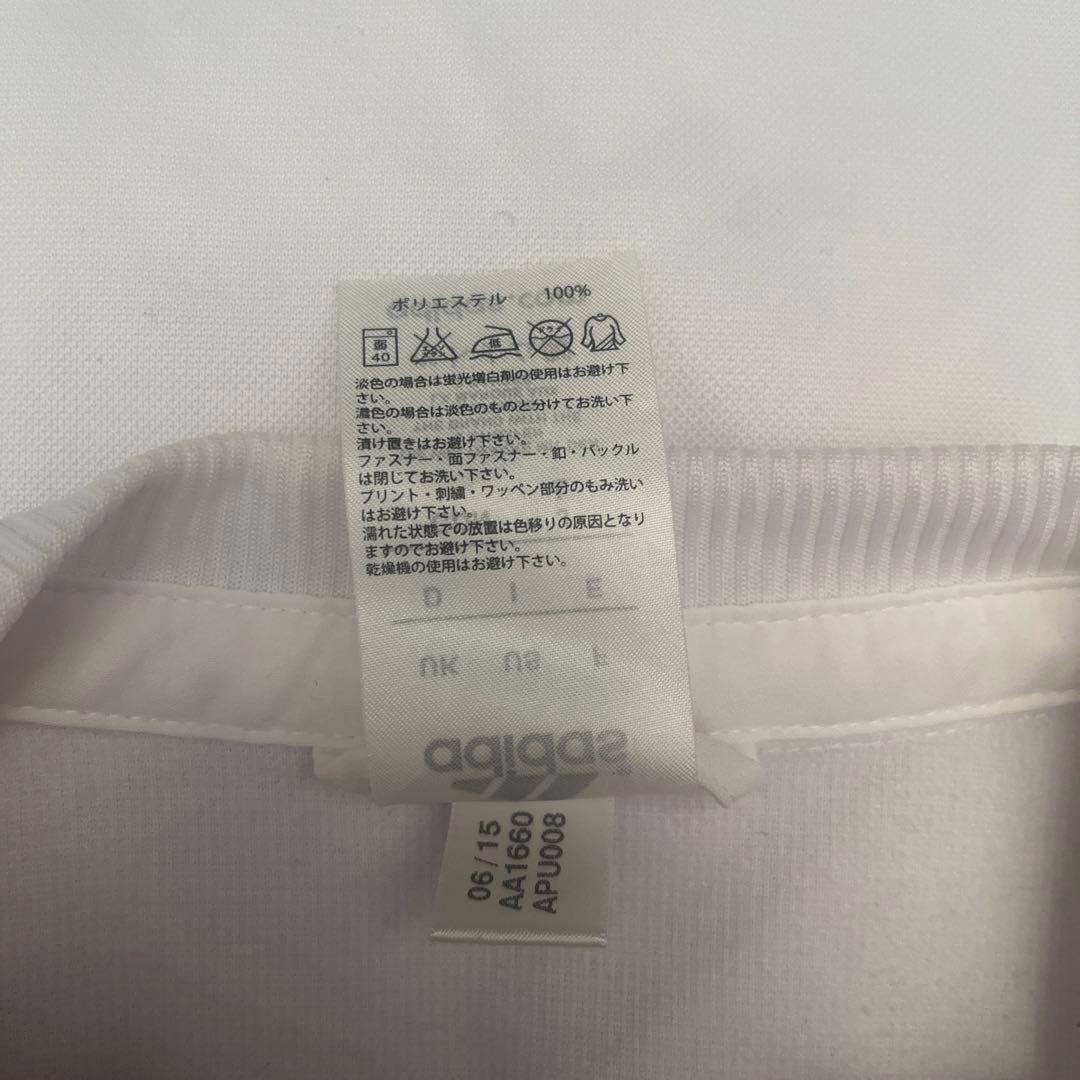 ポリエステル 100%
弱
40
低
ドライ
淡色の場合は蛍光増白剤の使用はお避け下
さい。
濃色の場合は淡色のものと分けてお洗い下
さい。
漬け置きはお避け下さい。
ファスナー・面ファスナー・釦・バックル
は閉じてお洗い下さい。
プリント・刺繍・ワッペン部分のもみ洗い
はお避け下さい。
濡れた状態での放置は色移りの原因となり
ますのでお避け下さい。
乾燥機の使用はお避け下さい。
D I E
UK US F
adidas
06/15
AA1660
APU008